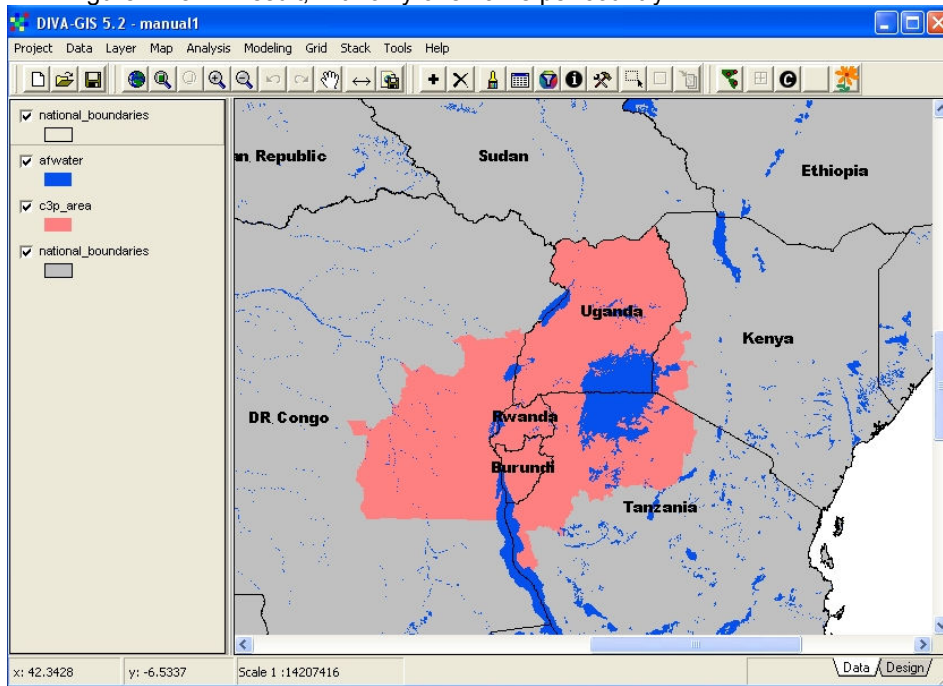 DIVA-GIS 5.2 - manual1
Project Data Layer Map Analysis Modeling Grid Stack Tools Help
national_boundaries
afwater
c3p_area
national_boundaries
an Republic
Sudan
Ethiopia
Uganda
Kenya
DR Congo
Rwanda
Burundi
Tanzania
x: 42.3428 y: -6.5337 Scale 1 :14207416 Data Design